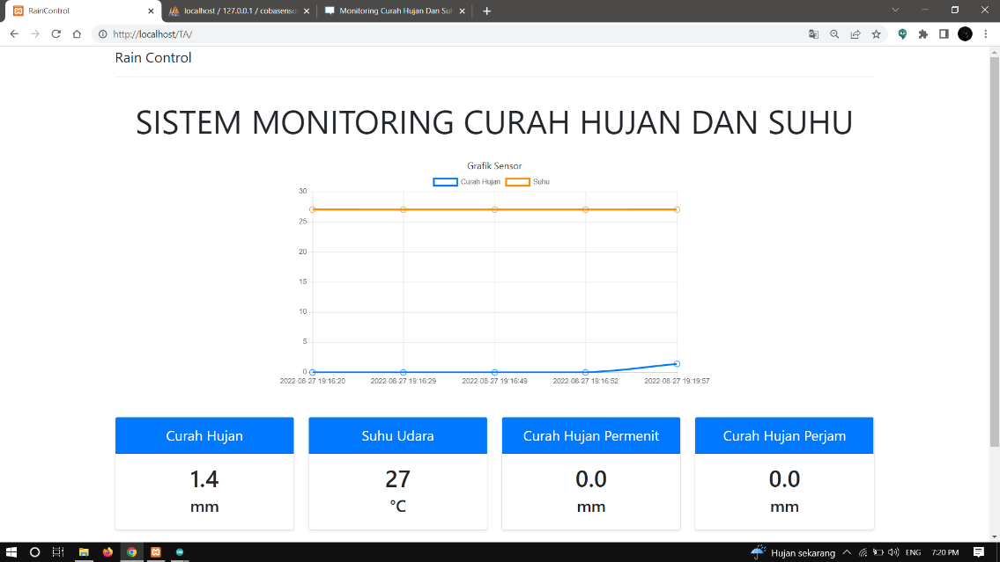 RainControl
localhost / 127.0.0.1 / cobasenso
Monitoring Curah Hujan Dan Suh
http://localhost/TA/
Rain Control
SISTEM MONITORING CURAH HUJAN DAN SUHU
Grafik Sensor
Curah Hujan Suhu
30
25
20
15
10
5
0
2022-08-27 19:16:20 2022-08-27 19:16:29 2022-08-27 19:16:49 2022-08-27 19:16:52 2022-08-27 19:19:57
Curah Hujan
1.4
mm
Suhu Udara
27
°C
Curah Hujan Permenit
0.0
mm
Curah Hujan Perjam
0.0
mm
Hujan sekarang ENG 7:20 PM